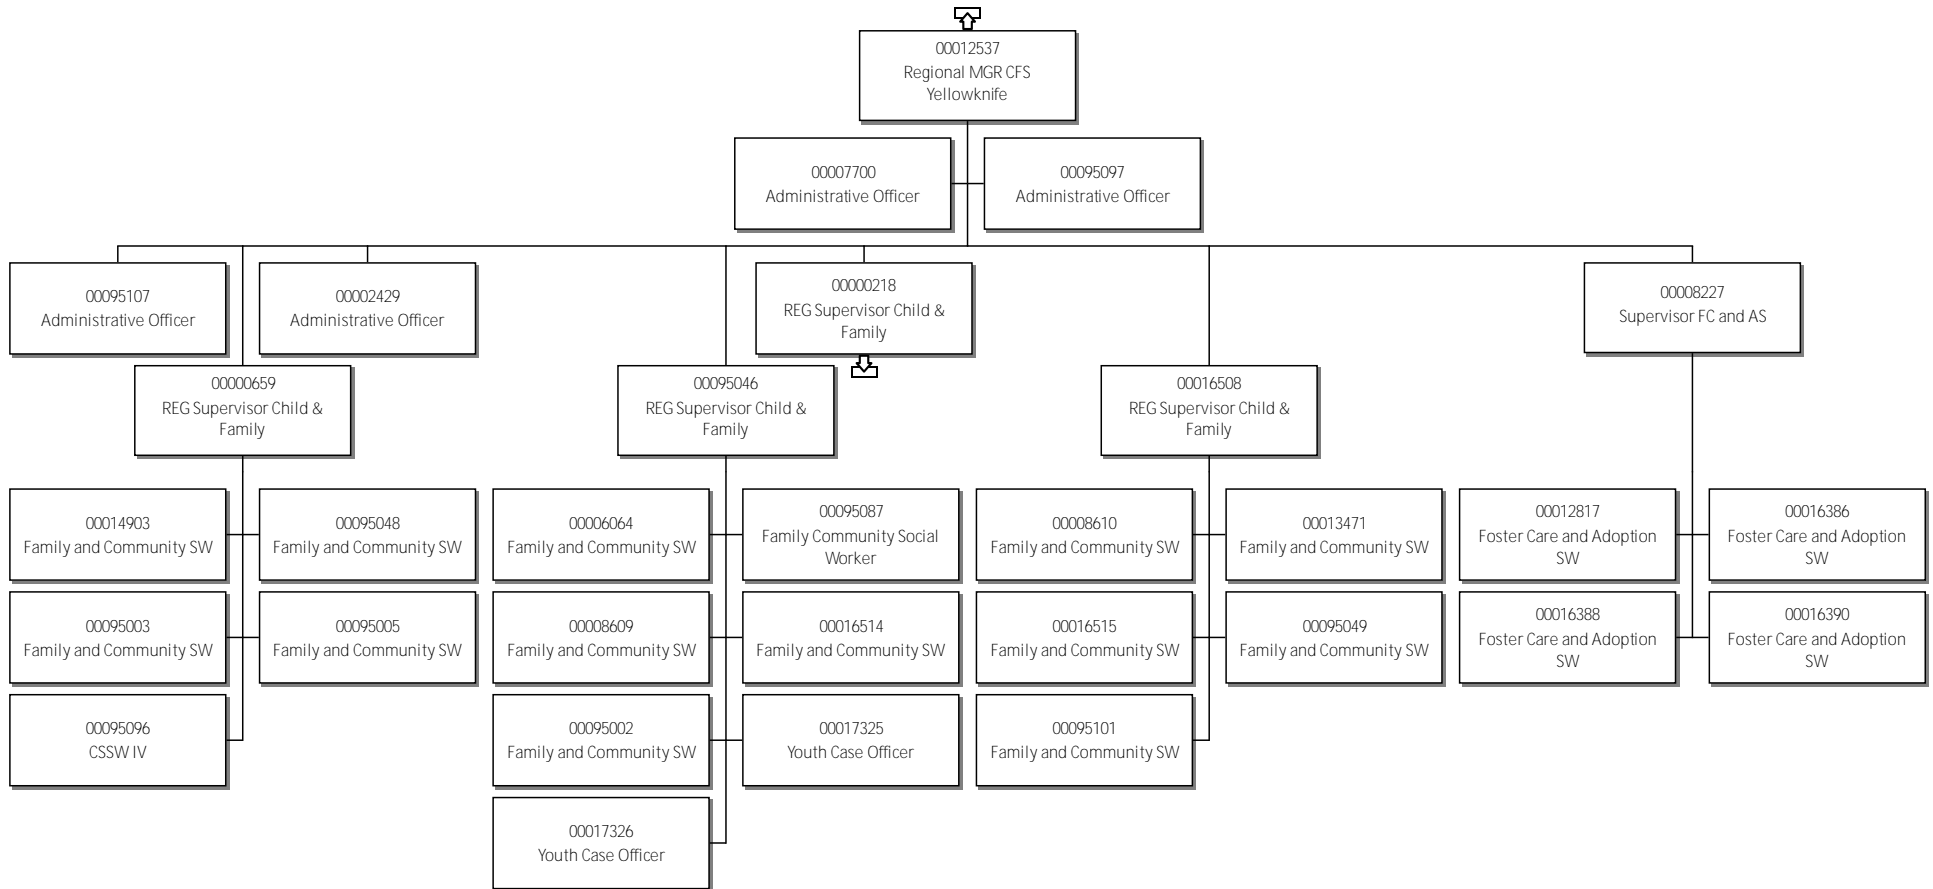 00012537
Regional MGR CFS
Yellowknife
00007700
Administrative Officer
00095097
Administrative Officer
00095107
Administrative Officer
00002429
Administrative Officer
00000218
REG Supervisor Child &
Family
00008227
Supervisor FC and AS
00000659
REG Supervisor Child &
Family
00095046
REG Supervisor Child &
Family
00016508
REG Supervisor Child &
Family
00014903
Family and Community SW
00095048
Family and Community SW
00006064
Family and Community SW
00095087
Family Community Social
Worker
00008610
Family and Community SW
00013471
Family and Community SW
00012817
Foster Care and Adoption
SW
00016386
Foster Care and Adoption
SW
00095003
Family and Community SW
00095005
Family and Community SW
00008609
Family and Community SW
00016514
Family and Community SW
00016515
Family and Community SW
00095049
Family and Community SW
00016388
Foster Care and Adoption
SW
00016390
Foster Care and Adoption
SW
00095096
CSSW IV
00095002
Family and Community SW
00017325
Youth Case Officer
00095101
Family and Community SW
00017326
Youth Case Officer